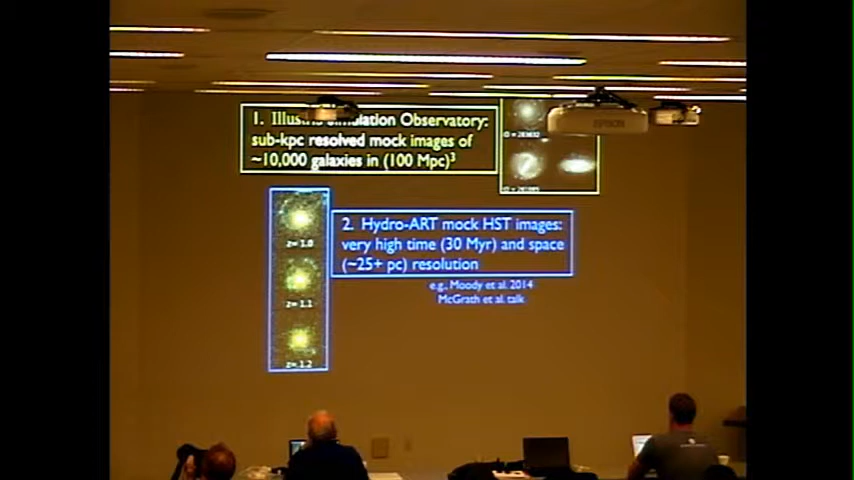 1. Illustris Simulation Observatory:
sub-kpc resolved mock images of
~10,000 galaxies in (100 Mpc)³
2. Hydro-ART mock HST images:
very high time (30 Myr) and space
(~25+ pc) resolution
e.g., Moody et al. 2014
McGrath et al. talk
z= 1.0
z= 1.1
z= 1.2
EPSON